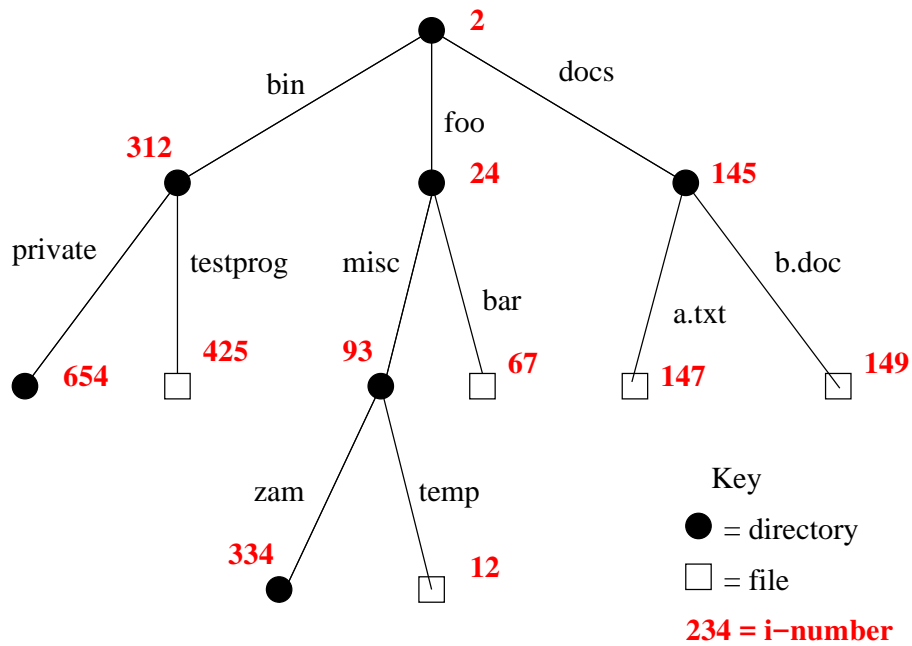 2
bin
foo
docs
312
24
145
private
testprog
misc
bar
a.txt
b.doc
654
425
93
67
147
149
zam
temp
334
12
Key
= directory
= file
234 = i−number